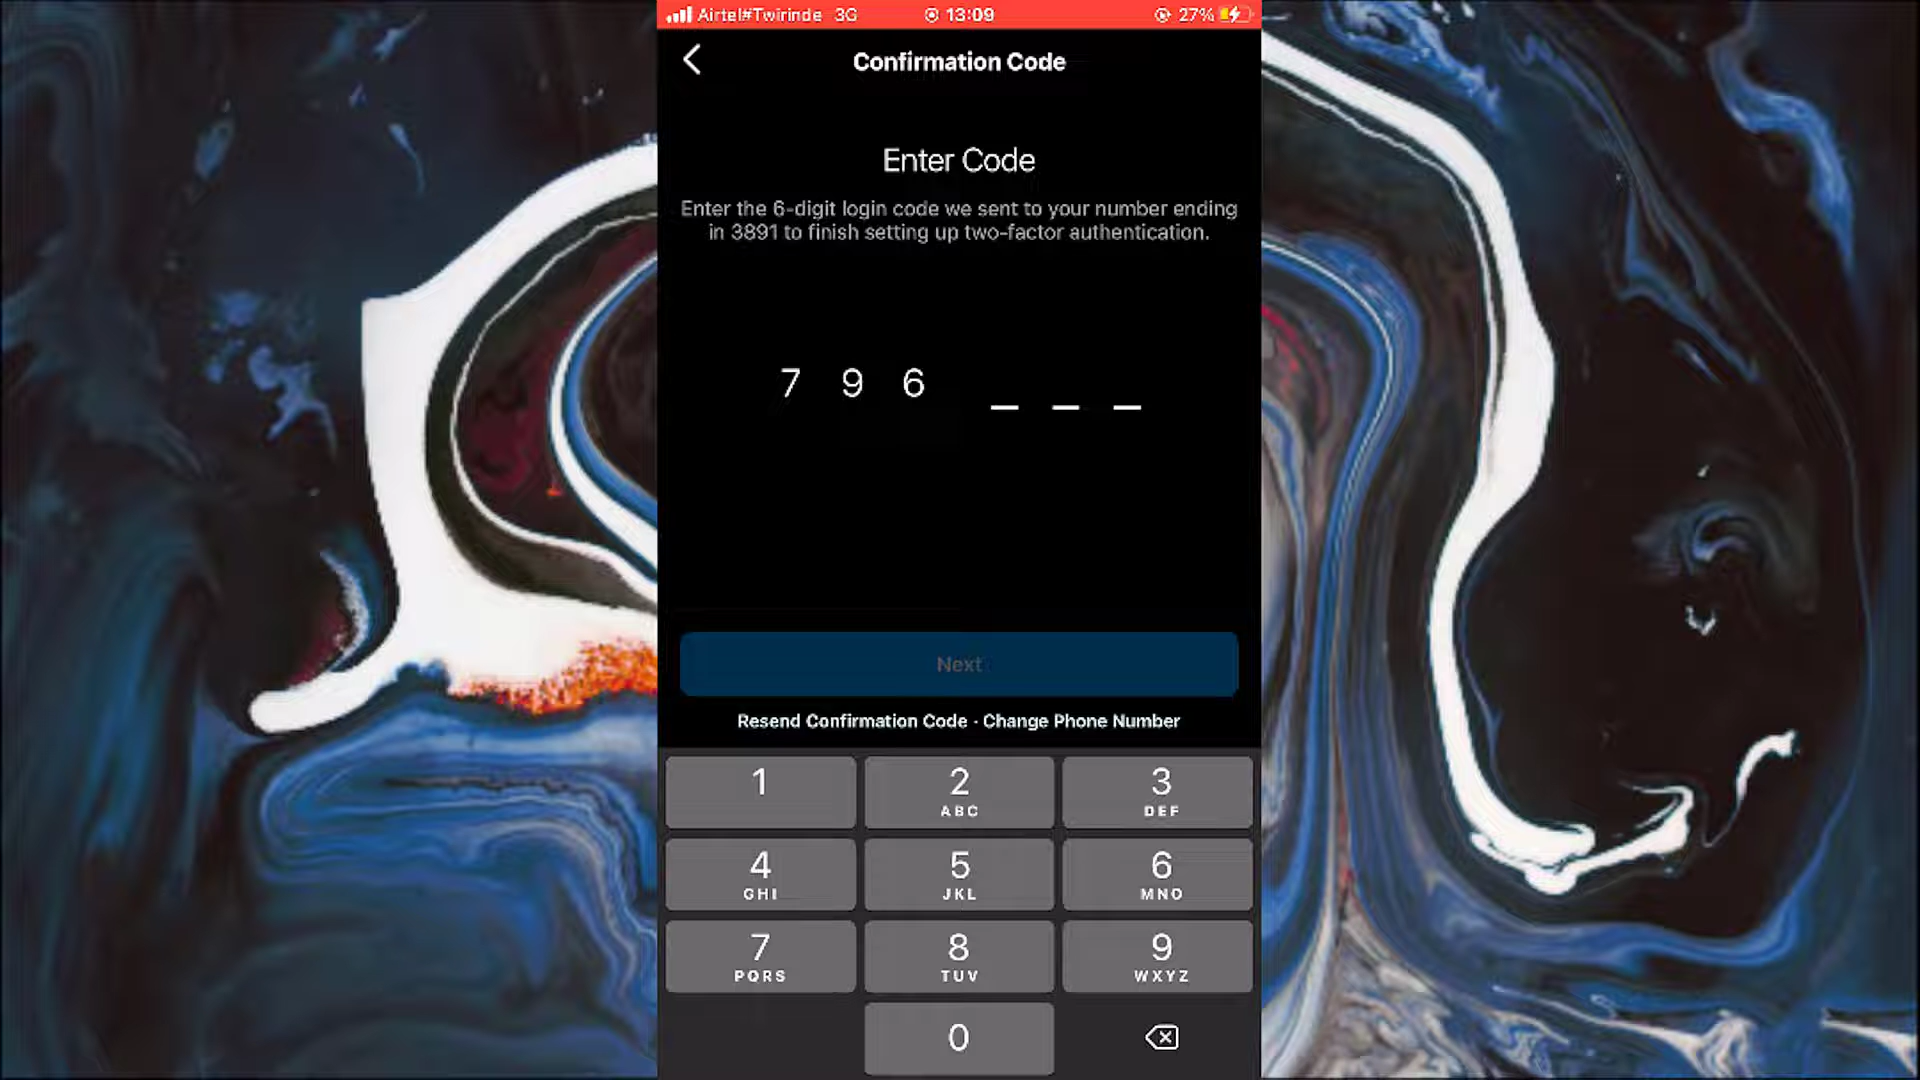 Airtel#Twirinde 3G 13:09 27%
Confirmation Code
Enter Code
Enter the 6-digit login code we sent to your number ending
in 3891 to finish setting up two-factor authentication.
7 9 6 _ _ _
Next
Resend Confirmation Code · Change Phone Number
1 2 3
ABC DEF
4 5 6
GHI JKL MNO
7 8 9
PQRS TUV WXYZ
0